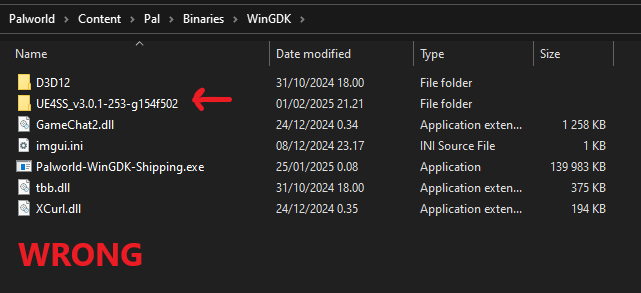 Palworld > Content > Pal > Binaries > WinGDK >
Name Date modified Type Size
D3D12 31/10/2024 18.00 File folder
UE4SS_v3.0.1-253-g154f502 01/02/2025 21.21 File folder
GameChat2.dll 24/12/2024 0.34 Application exten... 1 258 KB
imgui.ini 08/12/2024 23.17 INI Source File 1 KB
Palworld-WinGDK-Shipping.exe 25/01/2025 0.08 Application 139 983 KB
tbb.dll 31/10/2024 18.00 Application exten... 375 KB
XCurl.dll 24/12/2024 0.35 Application exten... 194 KB
WRONG